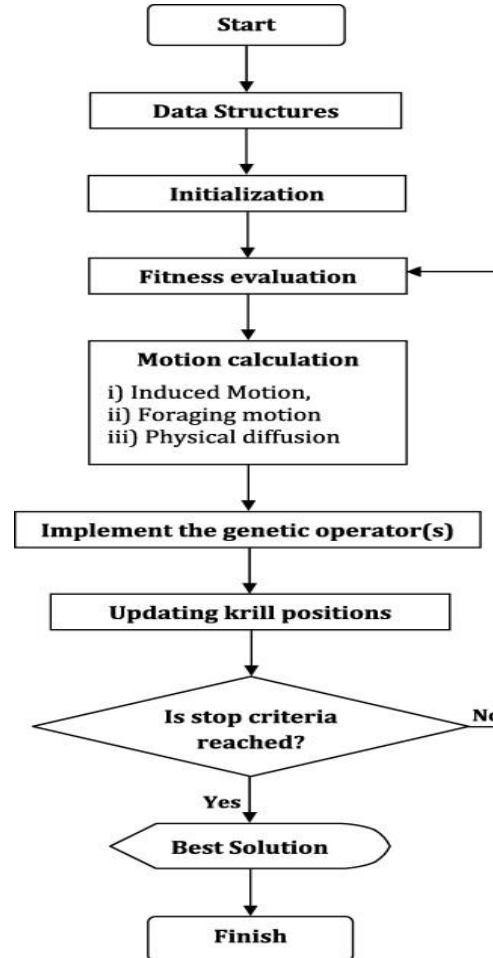 Start
Data Structures
Initialization
Fitness evaluation
Motion calculation
i) Induced Motion,
ii) Foraging motion
iii) Physical diffusion
Implement the genetic operator(s)
Updating krill positions
Is stop criteria
reached?
No
Yes
Best Solution
Finish